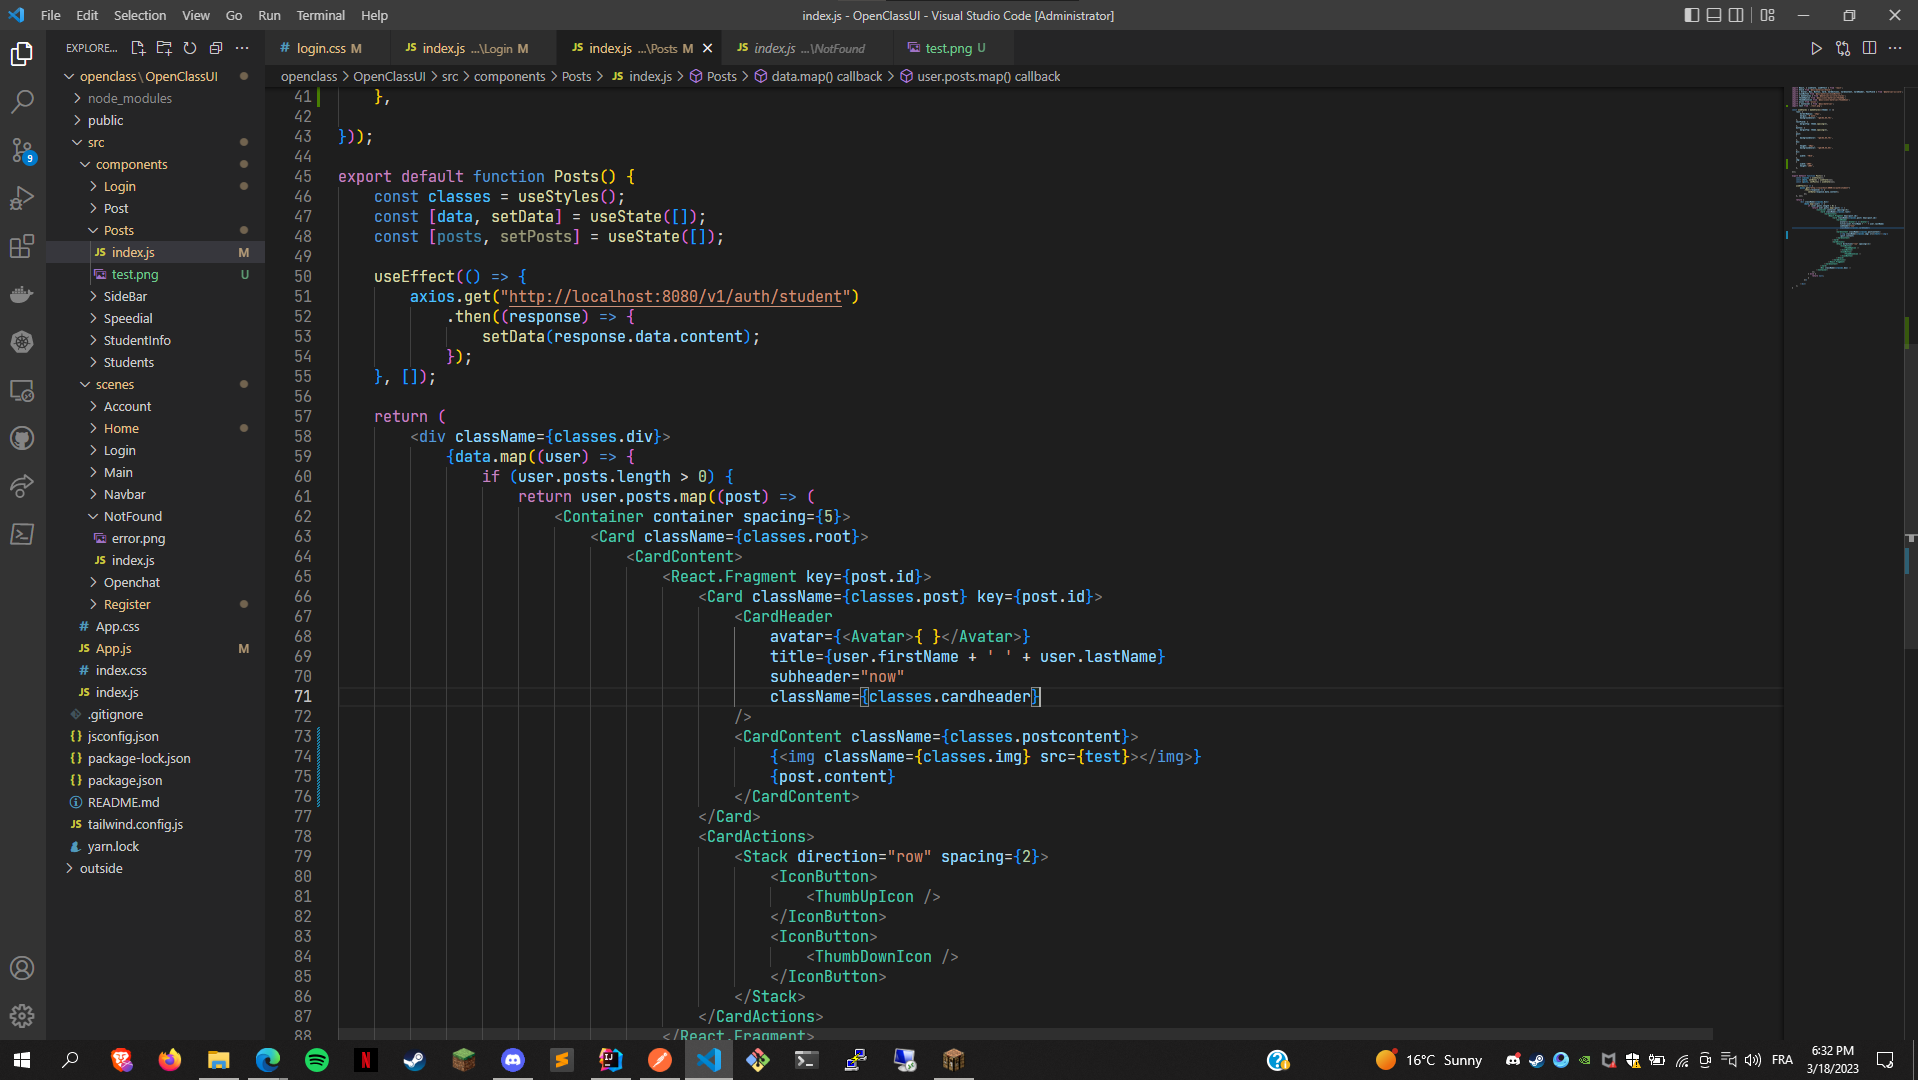 File Edit Selection View Go Run Terminal Help
index.js - OpenClassUI - Visual Studio Code [Administrator]
EXPLORE...
# login.css M
JS index.js ...\Login M
JS index.js ...\Posts M
JS index.js ...\NotFound
test.png U
openclass > OpenClassUI > src > components > Posts > JS index.js > Posts > data.map() callback > user.posts.map() callback
openclass \ OpenClassUI
node_modules
public
src
components
Login
Post
Posts
JS index.js M
test.png U
SideBar
Speedial
StudentInfo
Students
scenes
Account
Home
Login
Main
Navbar
NotFound
error.png
JS index.js
Openchat
Register
# App.css
JS App.js M
# index.css
JS index.js
.gitignore
{} jsconfig.json
{} package-lock.json
{} package.json
README.md
JS tailwind.config.js
yarn.lock
outside
9
41 },
42
43 }));
44
45 export default function Posts() {
46 const classes = useStyles();
47 const [data, setData] = useState([]);
48 const [posts, setPosts] = useState([]);
49
50 useEffect(() => {
51 axios.get("http://localhost:8080/v1/auth/student")
52 .then((response) => {
53 setData(response.data.content);
54 });
55 }, []);
56
57 return (
58 <div className={classes.div}>
59 {data.map((user) => {
60 if (user.posts.length > 0) {
61 return user.posts.map((post) => (
62 <Container container spacing={5}>
63 <Card className={classes.root}>
64 <CardContent>
65 <React.Fragment key={post.id}>
66 <Card className={classes.post} key={post.id}>
67 <CardHeader
68 avatar={<Avatar>{ }</Avatar>}
69 title={user.firstName + ' ' + user.lastName}
70 subheader="now"
71 className={classes.cardheader}
72 />
73 <CardContent className={classes.postcontent}>
74 {<img className={classes.img} src={test}></img>}
75 {post.content}
76 </CardContent>
77 </Card>
78 <CardActions>
79 <Stack direction="row" spacing={2}>
80 <IconButton>
81 <ThumbUpIcon />
82 </IconButton>
83 <IconButton>
84 <ThumbDownIcon />
85 </IconButton>
86 </Stack>
87 </CardActions>
88 </React.Fragment>
16°C Sunny
FRA
6:32 PM
3/18/2023